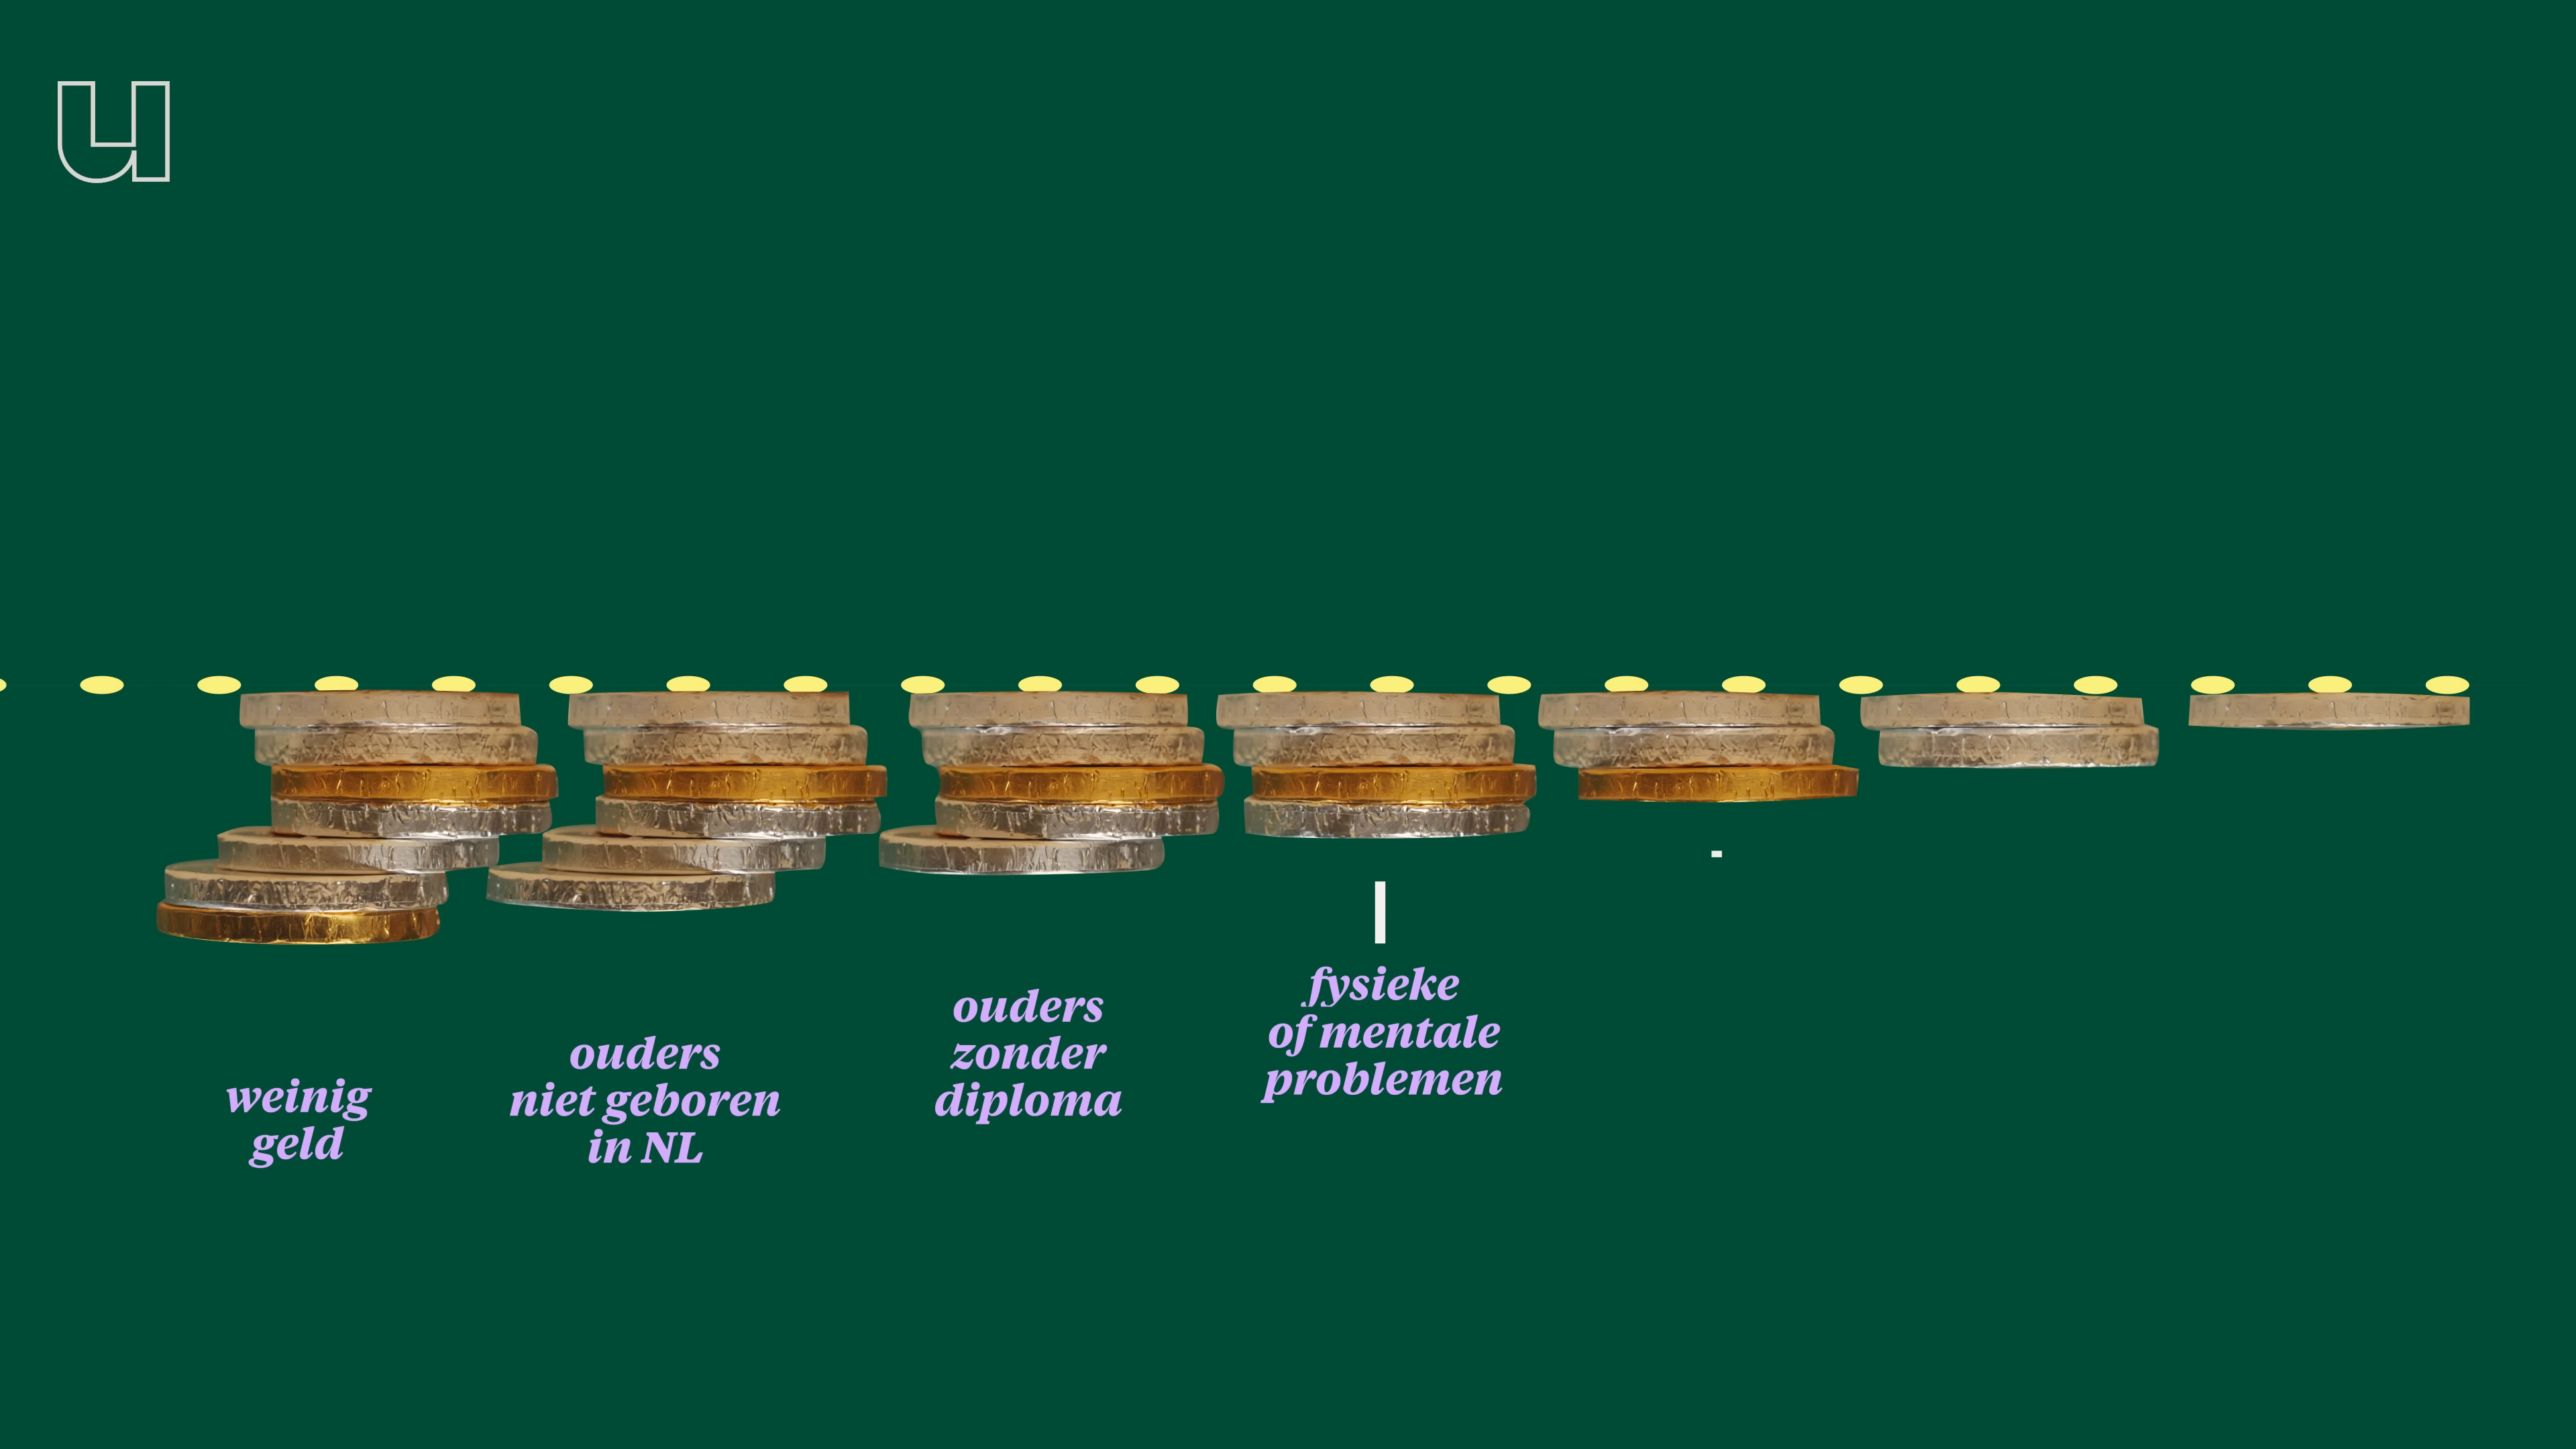 u
weinig
geld
ouders
niet geboren
in NL
ouders
zonder
diploma
fysieke
of mentale
problemen